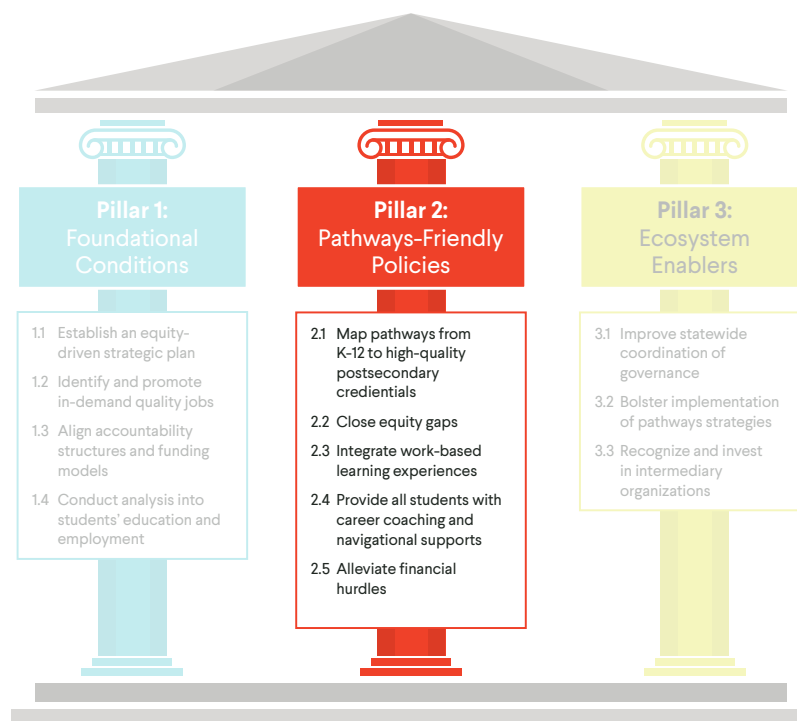 Pillar 1:
Foundational
Conditions
1.1 Establish an equity-
driven strategic plan
1.2 Identify and promote
in-demand quality jobs
1.3 Align accountability
structures and funding
models
1.4 Conduct analysis into
students’ education and
employment
Pillar 2:
Pathways-Friendly
Policies
2.1 Map pathways from
K-12 to high-quality
postsecondary
credentials
2.2 Close equity gaps
2.3 Integrate work-based
learning experiences
2.4 Provide all students with
career coaching and
navigational supports
2.5 Alleviate financial
hurdles
Pillar 3:
Ecosystem
Enablers
3.1 Improve statewide
coordination of
governance
3.2 Bolster implementation
of pathways strategies
3.3 Recognize and invest
in intermediary
organizations